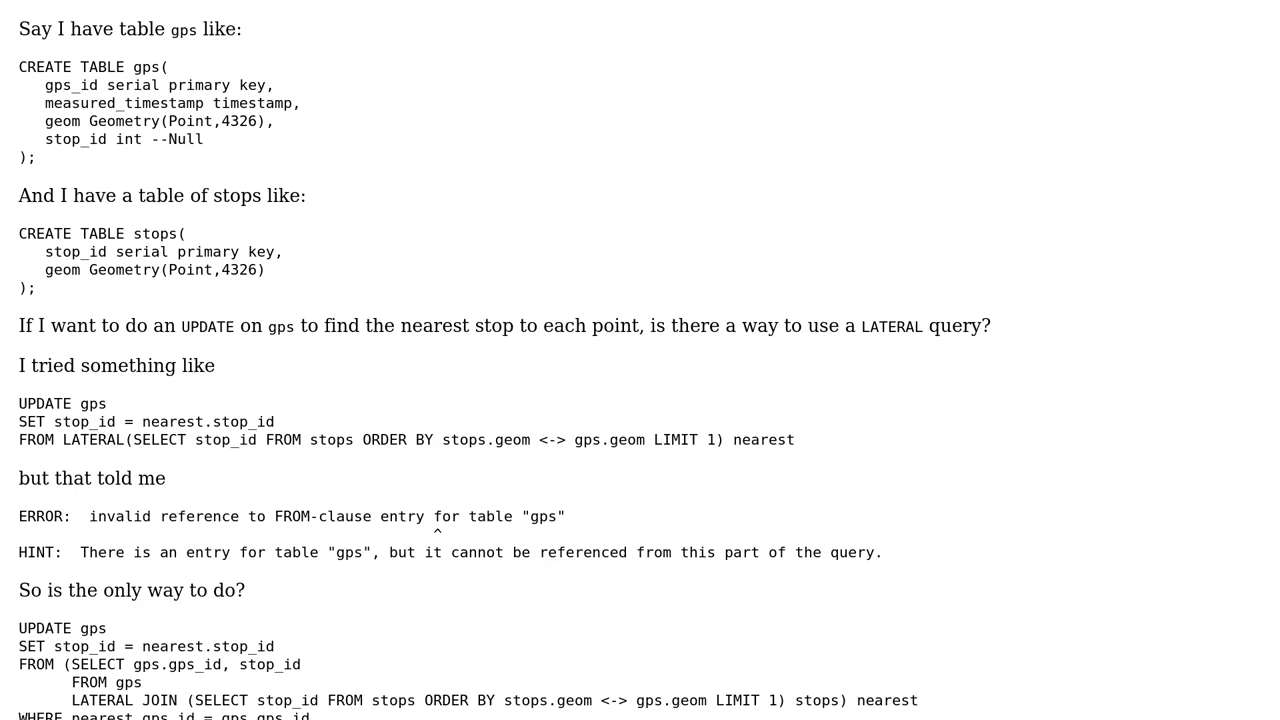 Say I have table gps like:
CREATE TABLE gps(
   gps_id serial primary key,
   measured_timestamp timestamp,
   geom Geometry(Point,4326),
   stop_id int --Null
);
And I have a table of stops like:
CREATE TABLE stops(
   stop_id serial primary key,
   geom Geometry(Point,4326)
);
If I want to do an UPDATE on gps to find the nearest stop to each point, is there a way to use a LATERAL query?
I tried something like
UPDATE gps
SET stop_id = nearest.stop_id
FROM LATERAL(SELECT stop_id FROM stops ORDER BY stops.geom <-> gps.geom LIMIT 1) nearest
but that told me
ERROR:  invalid reference to FROM-clause entry for table "gps"
                                               ^
HINT:  There is an entry for table "gps", but it cannot be referenced from this part of the query.
So is the only way to do?
UPDATE gps
SET stop_id = nearest.stop_id
FROM (SELECT gps.gps_id, stop_id
      FROM gps
      LATERAL JOIN (SELECT stop_id FROM stops ORDER BY stops.geom <-> gps.geom LIMIT 1) stops) nearest
WHERE nearest.gps_id = gps.gps_id